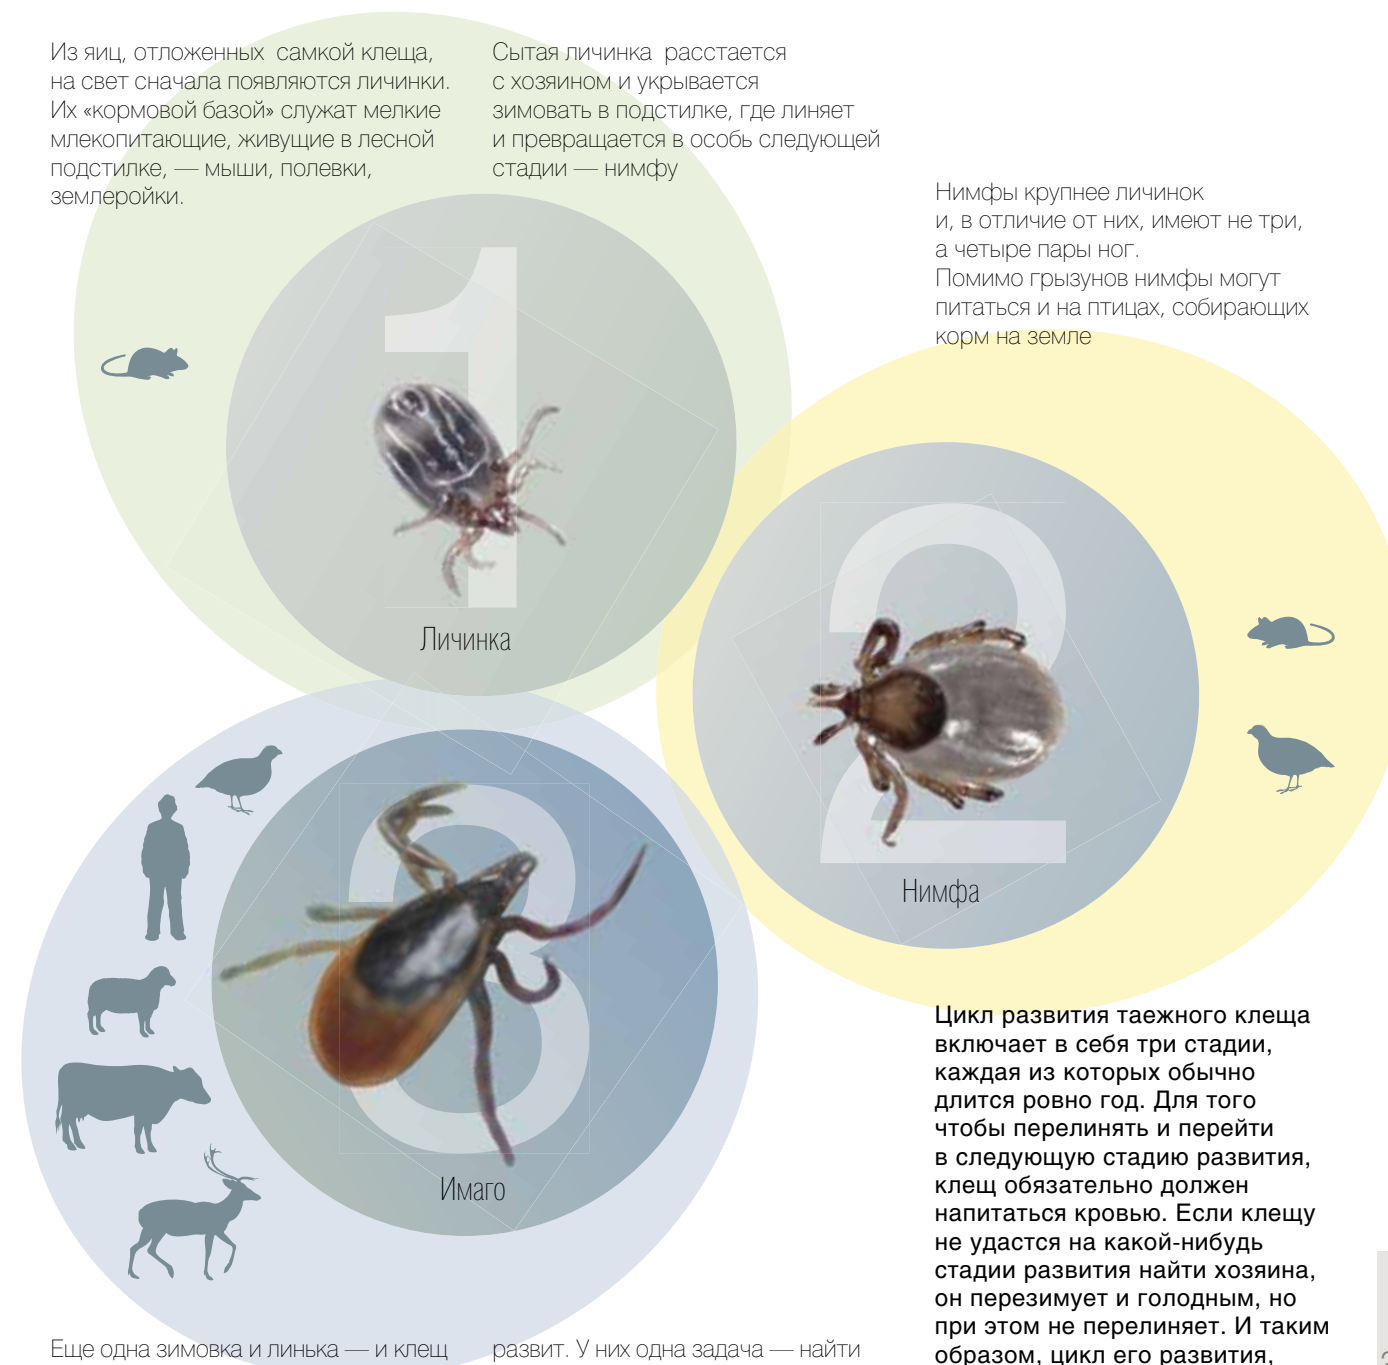 Из яиц, отложенных самкой клеща,
на свет сначала появляются личинки.
Их «кормовой базой» служат мелкие
млекопитающие, живущие в лесной
подстилке, — мыши, полевки,
землеройки.
Сытая личинка расстается
с хозяином и укрывается
зимовать в подстилке, где линяет
и превращается в особь следующей
стадии — нимфу
Нимфы крупнее личинок
и, в отличие от них, имеют не три,
а четыре пары ног.
Помимо грызунов нимфы могут
питаться и на птицах, собирающих
корм на земле
1
Личинка
2
Нимфа
3
Имаго
Цикл развития таежного клеща
включает в себя три стадии,
каждая из которых обычно
длится ровно год. Для того
чтобы перелинять и перейти
в следующую стадию развития,
клещ обязательно должен
напитаться кровью. Если клещу
не удастся на какой-нибудь
стадии развития найти хозяина,
он перезимует и голодным, но
при этом не перелиняет. И таким
образом, цикл его развития,
Еще одна зимовка и линька — и клещ
развит. У них одна задача — найти